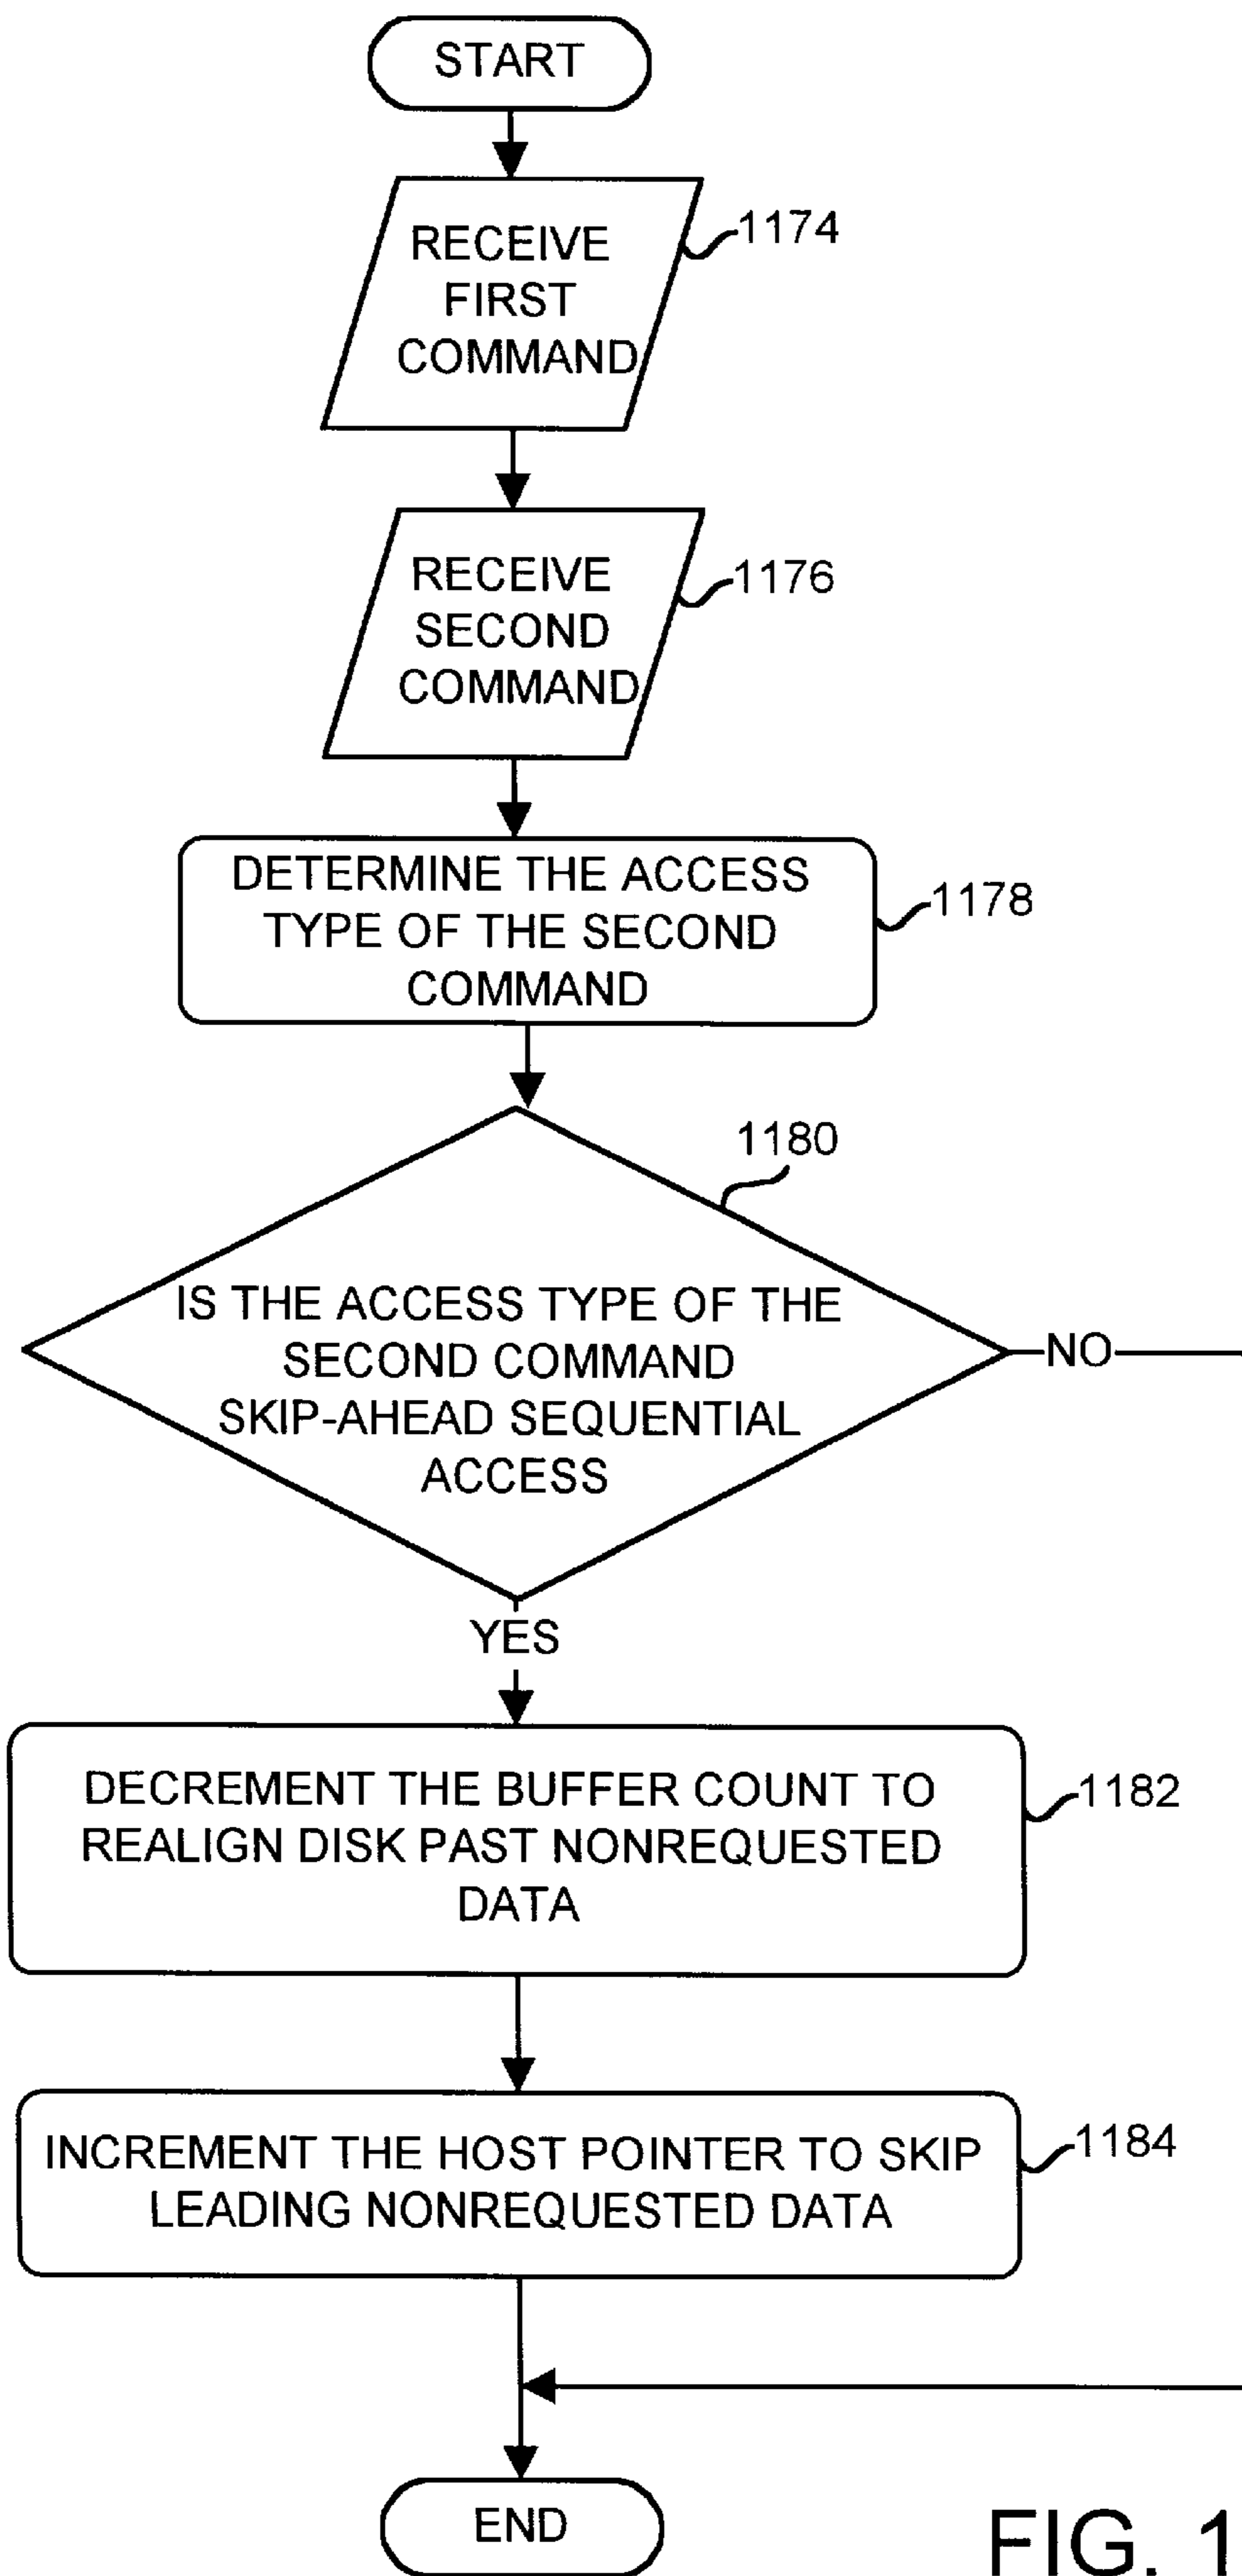 START
RECEIVE
FIRST
COMMAND
1174
RECEIVE
SECOND
COMMAND
1176
DETERMINE THE ACCESS
TYPE OF THE SECOND
COMMAND
1178
1180
IS THE ACCESS TYPE OF THE
SECOND COMMAND
SKIP-AHEAD SEQUENTIAL
ACCESS
NO
YES
DECREMENT THE BUFFER COUNT TO
REALIGN DISK PAST NONREQUESTED
DATA
1182
INCREMENT THE HOST POINTER TO SKIP
LEADING NONREQUESTED DATA
1184
END
FIG. 1